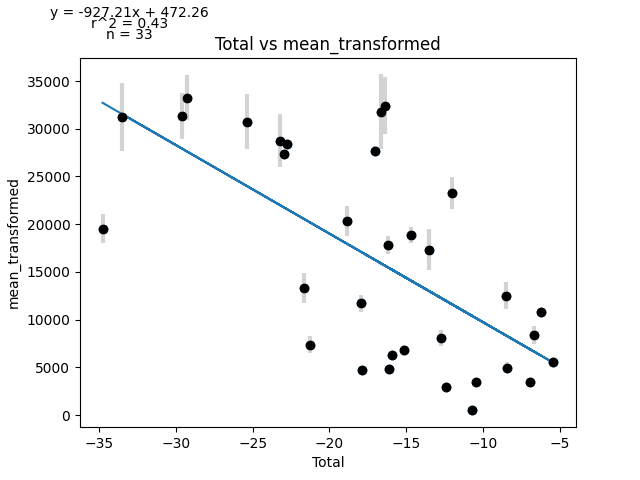 y = -927.21x + 472.26
r^2 = 0.43
n = 33
Total vs mean_transformed
35000
30000
25000
20000
15000
10000
5000
0
mean_transformed
−35
−30
−25
−20
−15
−10
−5
Total